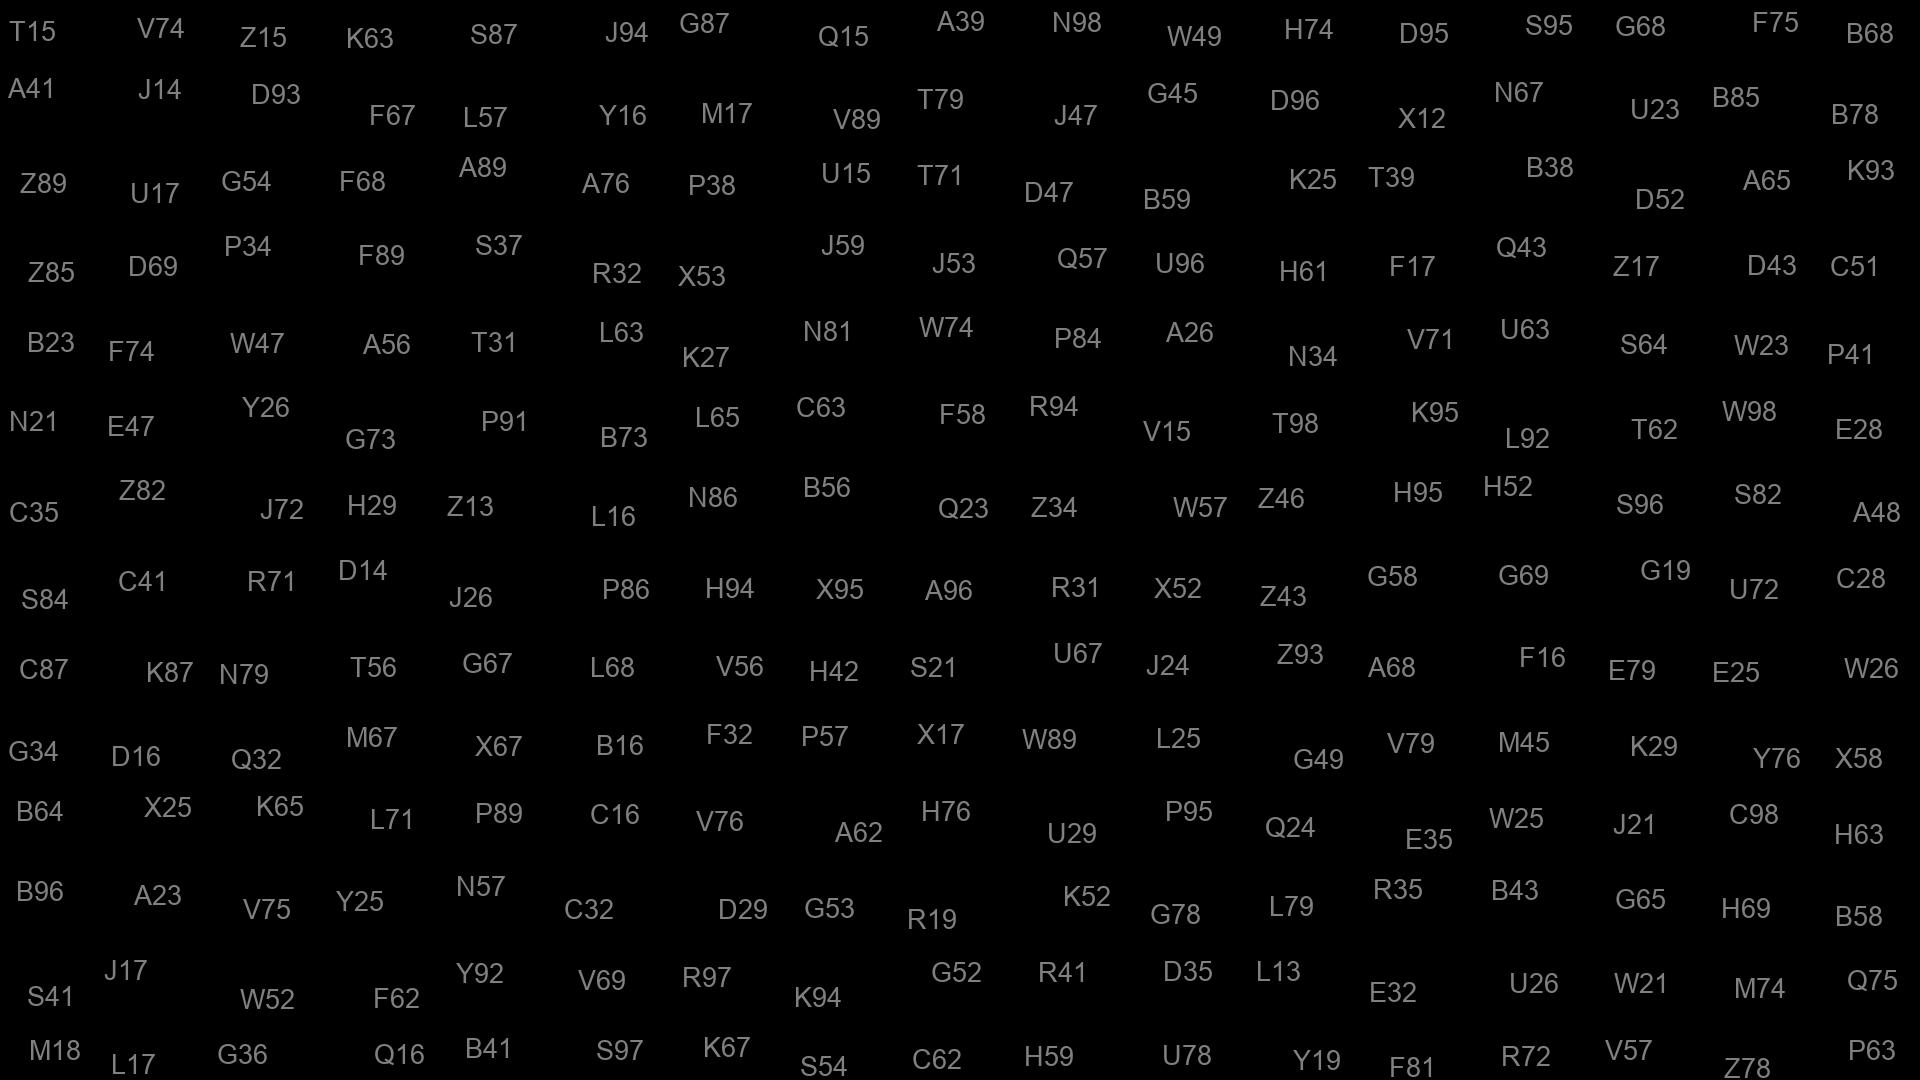 T15 V74 Z15 K63 S87 J94 G87 Q15 A39 N98 W49 H74 D95 S95 G68 F75 B68
A41 J14 D93 F67 L57 Y16 M17 V89 T79 J47 G45 D96 X12 N67 U23 B85 B78
Z89 U17 G54 F68 A89 A76 P38 U15 T71 D47 B59 K25 T39 B38 D52 A65 K93
Z85 D69 P34 F89 S37 R32 X53 J59 J53 Q57 U96 H61 F17 Q43 Z17 D43 C51
B23 F74 W47 A56 T31 L63 K27 N81 W74 P84 A26 N34 V71 U63 S64 W23 P41
N21 E47 Y26 G73 P91 B73 L65 C63 F58 R94 V15 T98 K95 L92 T62 W98 E28
C35 Z82 J72 H29 Z13 L16 N86 B56 Q23 Z34 W57 Z46 H95 H52 S96 S82 A48
S84 C41 R71 D14 J26 P86 H94 X95 A96 R31 X52 Z43 G58 G69 G19 U72 C28
C87 K87 N79 T56 G67 L68 V56 H42 S21 U67 J24 Z93 A68 F16 E79 E25 W26
G34 D16 Q32 M67 X67 B16 F32 P57 X17 W89 L25 G49 V79 M45 K29 Y76 X58
B64 X25 K65 L71 P89 C16 V76 A62 H76 U29 P95 Q24 E35 W25 J21 C98 H63
B96 A23 V75 Y25 N57 C32 D29 G53 R19 K52 G78 L79 R35 B43 G65 H69 B58
S41 J17 W52 F62 Y92 V69 R97 K94 G52 R41 D35 L13 E32 U26 W21 M74 Q75
M18 L17 G36 Q16 B41 S97 K67 S54 C62 H59 U78 Y19 F81 R72 V57 Z78 P63